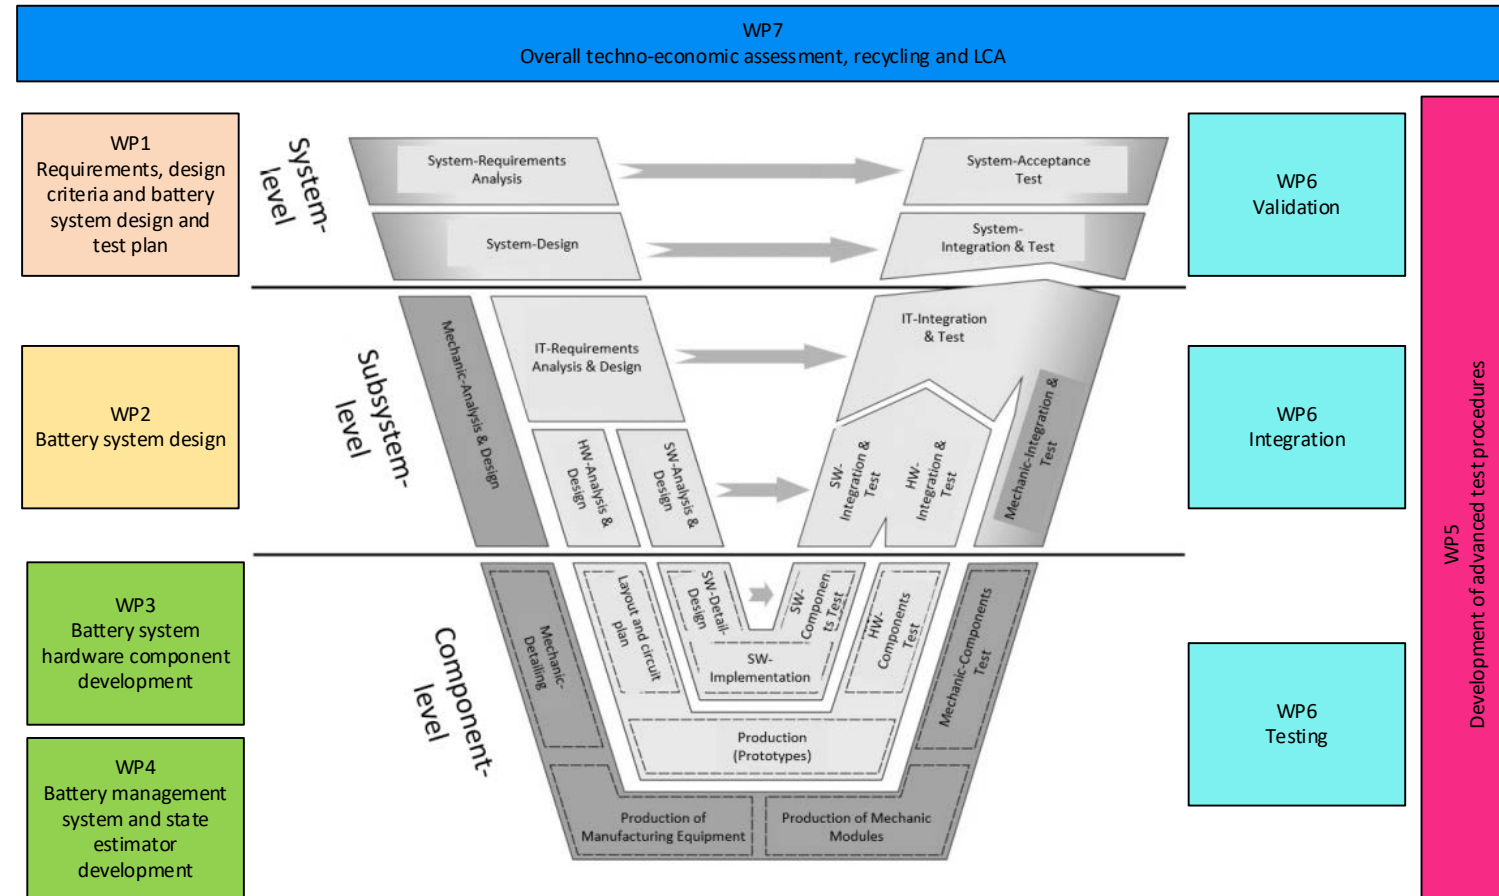 WP7
Overall techno-economic assessment, recycling and LCA
WP1
Requirements, design
criteria and battery
system design and
test plan
System-
level
System-Requirements
Analysis
System-Acceptance
Test
System-Design
System-
Integration & Test
WP6
Validation
WP2
Battery system design
Subsystem-
level
Mechanic-Analysis & Design
IT-Requirements
Analysis & Design
IT-Integration
& Test
HW-Analysis &
Design
SW-Analysis &
Design
SW-
Integration &
Test
HW-
Integration &
Test
Mechanic-Integration &
Test
WP6
Integration
WP3
Battery system
hardware component
development
WP4
Battery management
system and state
estimator
development
Component-
level
Mechanic-
Detailing
Layout and circuit
plan
SW-Detail-
Design
SW-
Implementation
SW-
Componen
ts Test
HW-
Components
Test
Mechanic-Components
Test
Production
(Prototypes)
Production of
Manufacturing Equipment
Production of Mechanic
Modules
WP6
Testing
WP5
Development of advanced test procedures